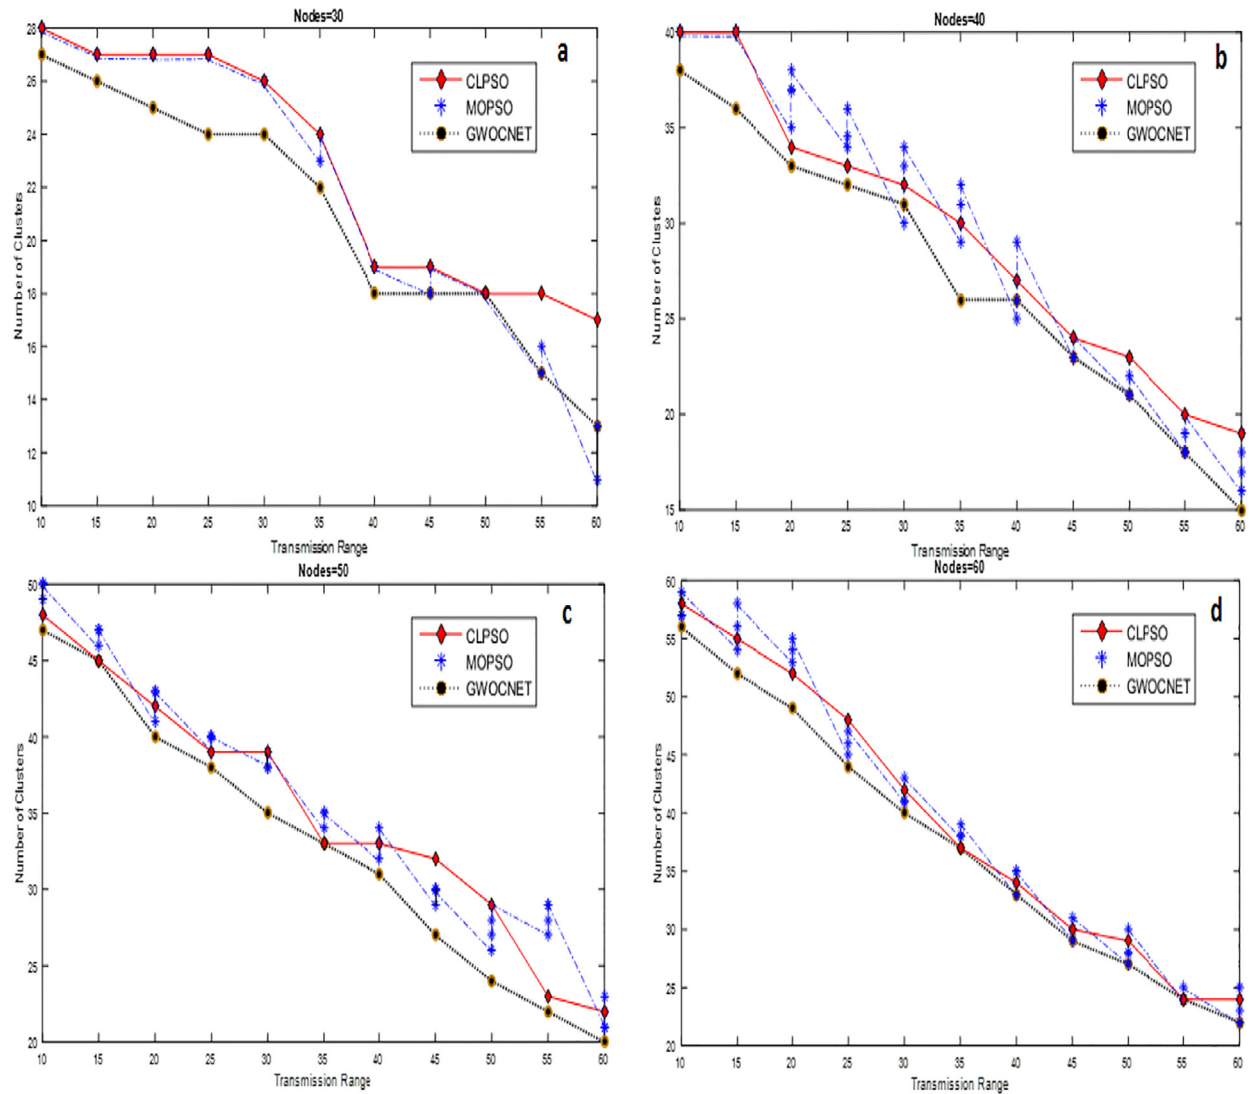 Nodes=30
28
26
24
22
20
18
16
14
12
10
Number of Clusters
a
CLPSO
MOPSO
GWOCNET
10 15 20 25 30 35 40 45 50 55 60
Transmission Range
Nodes=40
40
35
30
25
20
15
Number of Clusters
b
CLPSO
MOPSO
GWOCNET
10 15 20 25 30 35 40 45 50 55 60
Transmission Range
Nodes=50
50
45
40
35
30
25
20
Number of Clusters
c
CLPSO
MOPSO
GWOCNET
10 15 20 25 30 35 40 45 50 55 60
Transmission Range
Nodes=60
60
55
50
45
40
35
30
25
20
Number of Clusters
d
CLPSO
MOPSO
GWOCNET
10 15 20 25 30 35 40 45 50 55 60
Transmission Range